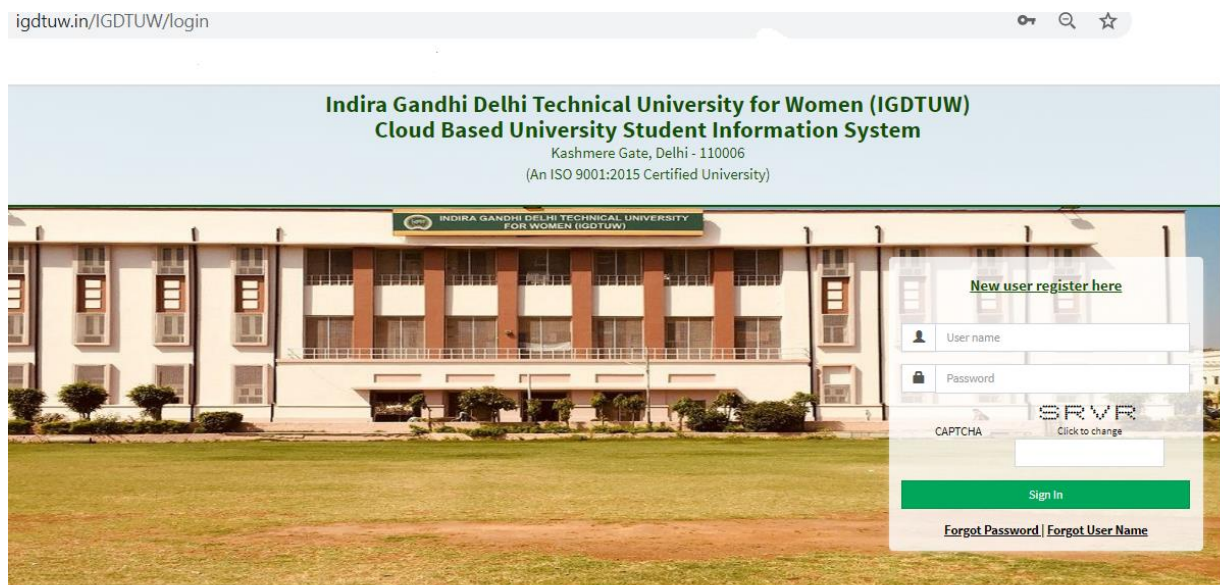 igdtuw.in/IGDTUW/login
Indira Gandhi Delhi Technical University for Women (IGDTUW)
Cloud Based University Student Information System
Kashmere Gate, Delhi - 110006
(An ISO 9001:2015 Certified University)
INDIRA GANDHI DELHI TECHNICAL UNIVERSITY
FOR WOMEN (IGDTUW)
New user register here
User name
Password
SRVR
CAPTCHA Click to change
Sign In
Forgot Password | Forgot User Name